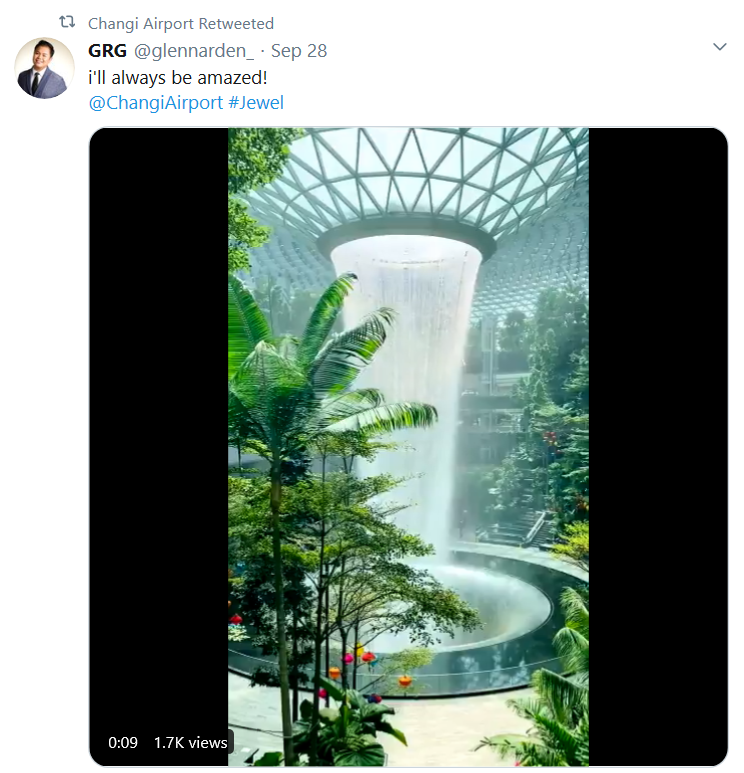 Changi Airport Retweeted
GRG @glennarden_ · Sep 28
i'll always be amazed!
@ChangiAirport #Jewel
0:09 1.7K views